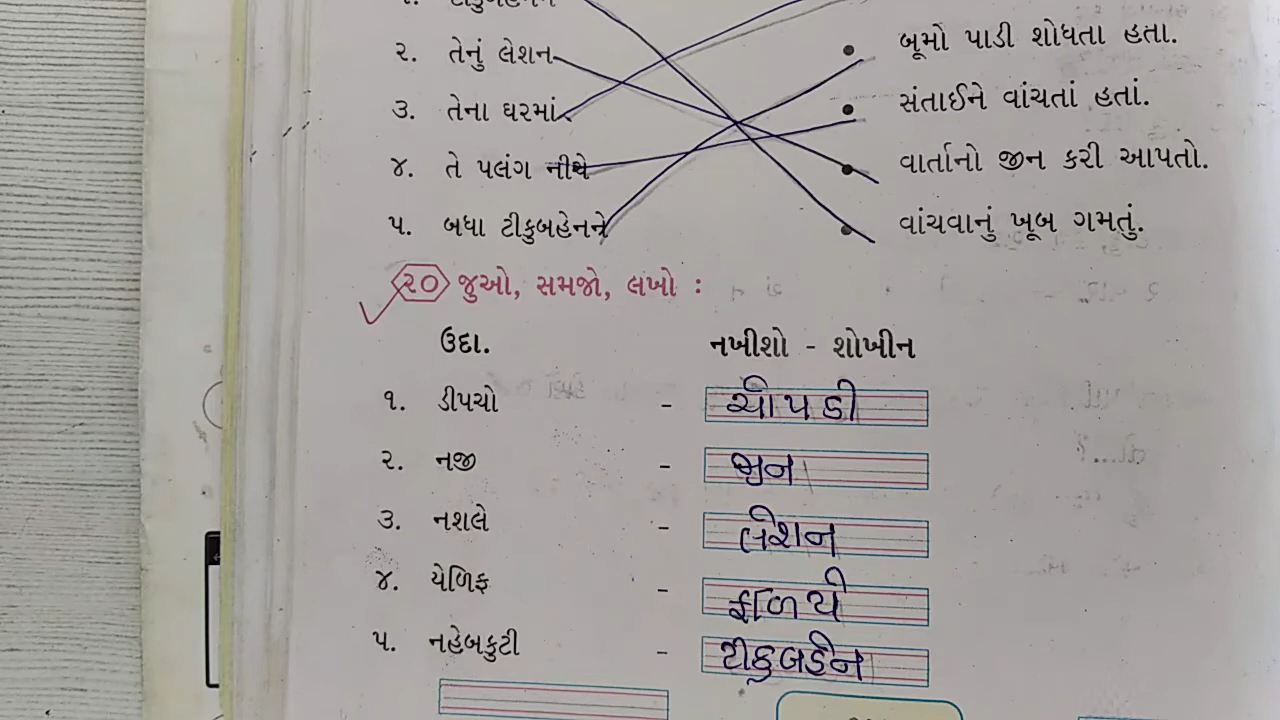 ૨. તેનું લેશન બૂમો પાડી શોધતા હતા.
૩. તેના ઘરમાં સંતાઈને વાંચતાં હતાં.
૪. તે પલંગ નીચે વાર્તાનો જીન કરી આપતો.
૫. બધા ટીકુબહેનને વાંચવાનું ખૂબ ગમતું.
૨૦ જુઓ, સમજો, લખો :
ઉદા. નખીશો - શોખીન
૧. ડીપચો - ચોપડી
૨. નજી - જીન
૩. નશલે - લેશન
૪. યેળિફ - ફળિયે
૫. નહેબકુટી - ટીકુબહેન